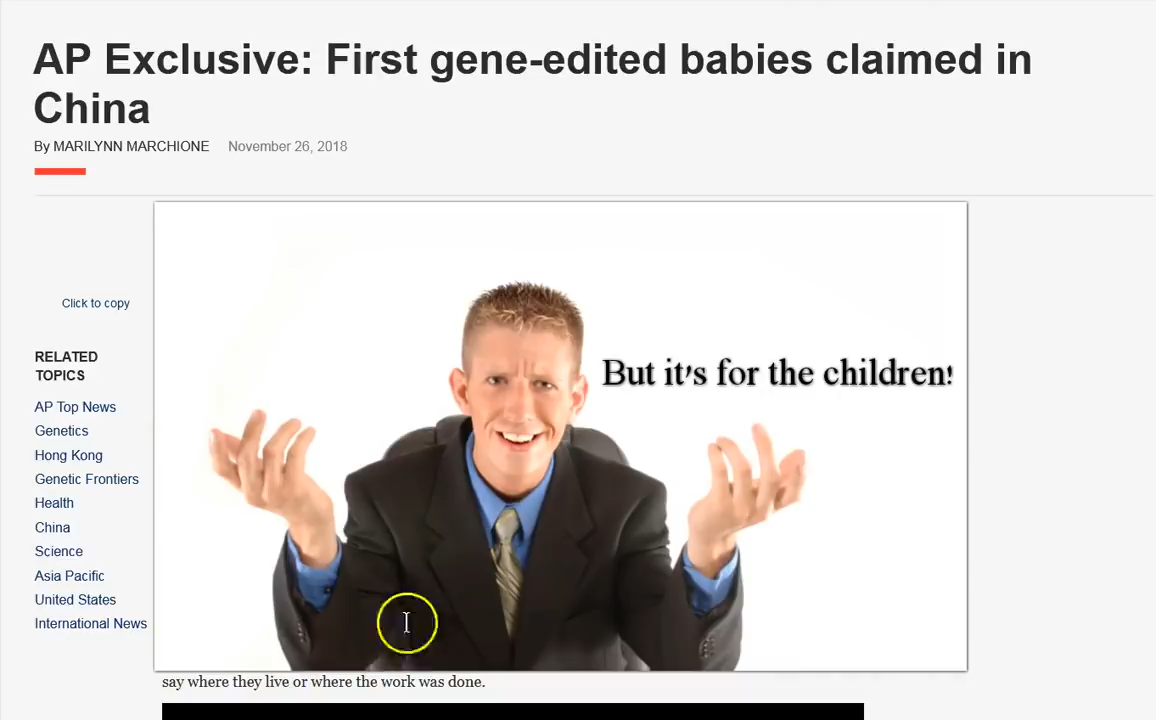 AP Exclusive: First gene-edited babies claimed in
China
By MARILYNN MARCHIONE November 26, 2018
But it's for the children!
Click to copy
RELATED
TOPICS
AP Top News
Genetics
Hong Kong
Genetic Frontiers
Health
China
Science
Asia Pacific
United States
International News
say where they live or where the work was done.